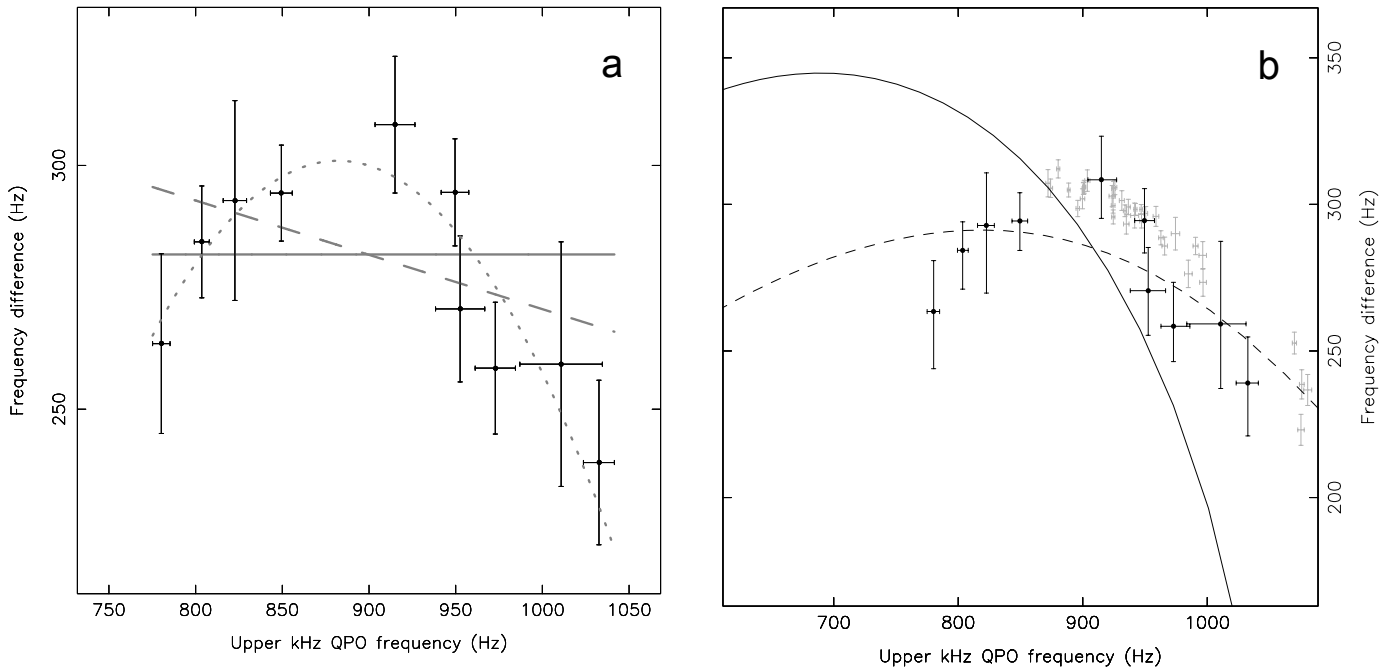 a
300
250
Frequency difference (Hz)
750 800 850 900 950 1000 1050
Upper kHz QPO frequency (Hz)
b
350
300
250
200
Frequency difference (Hz)
700 800 900 1000
Upper kHz QPO frequency (Hz)